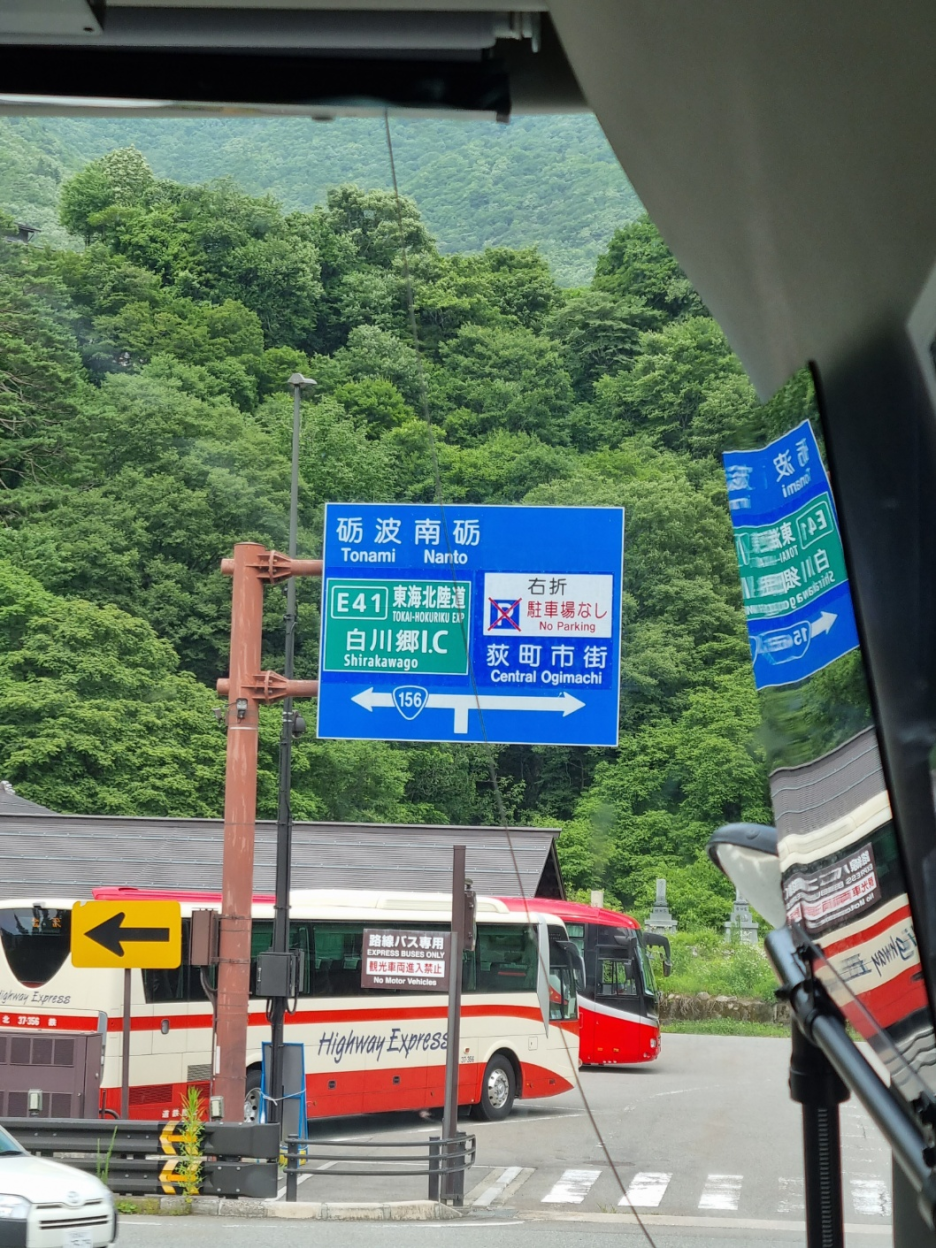 砺波 南砺
Tonami Nanto
E41 東海北陸道
TOKAI-HOKURIKU EXP
白川郷I.C
Shirakawago
右折
駐車場なし
No Parking
荻町市街
Central Ogimachi
156
路線バス専用
EXPRESS BUSES ONLY
観光車両進入禁止
No Motor Vehicles
Highway Express
Highway Express
37-356